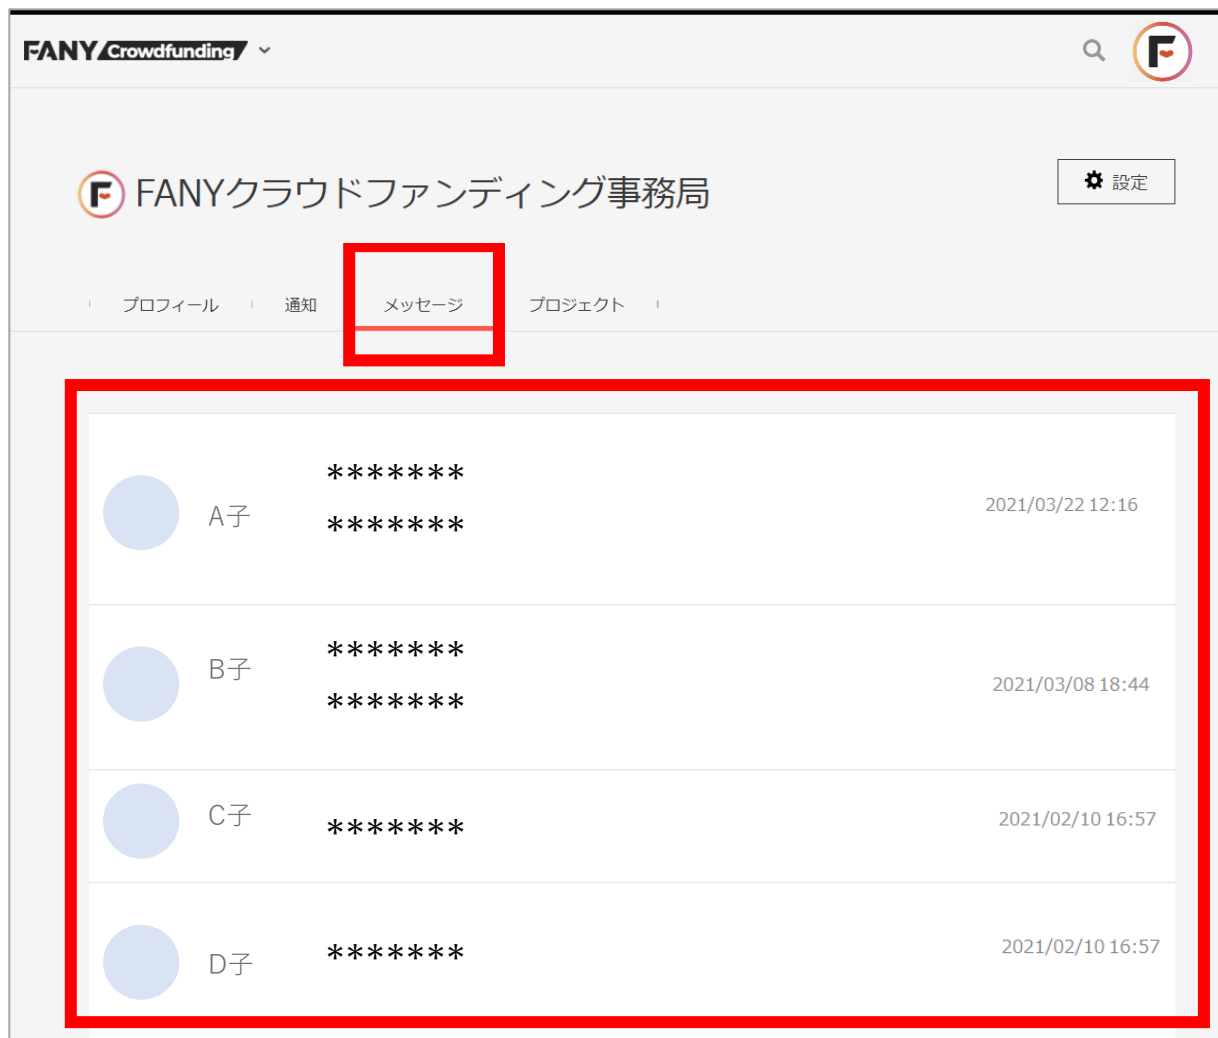 FANY Crowdfunding
FANYクラウドファンディング事務局
設定
プロフィール 通知 メッセージ プロジェクト
*******
A子
*******
2021/03/22 12:16
*******
B子
*******
2021/03/08 18:44
C子
*******
2021/02/10 16:57
D子
*******
2021/02/10 16:57